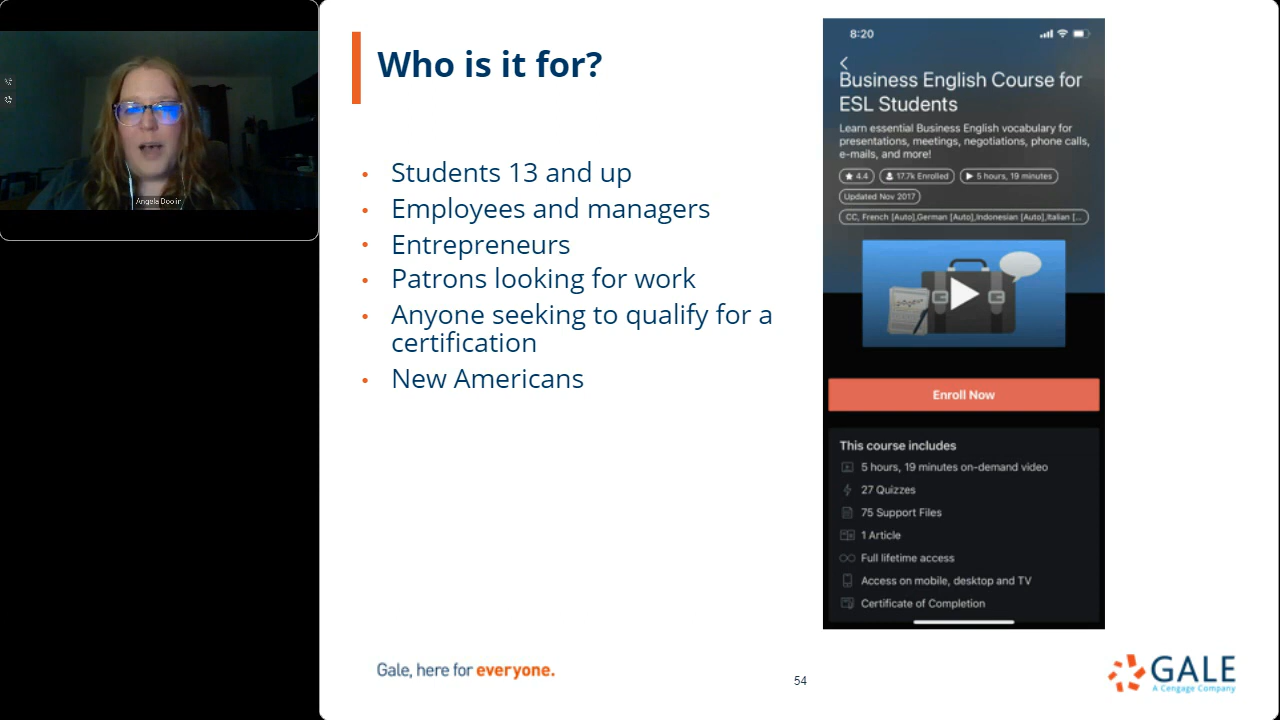 Angela Doolin
Who is it for?
• Students 13 and up
• Employees and managers
• Entrepreneurs
• Patrons looking for work
• Anyone seeking to qualify for a
certification
• New Americans
8:20
Business English Course for
ESL Students
Learn essential Business English vocabulary for
presentations, meetings, negotiations, phone calls,
e-mails, and more!
4.4
17.7k Enrolled
5 hours, 19 minutes
Updated Nov 2017
CC, French [Auto],German [Auto],Indonesian [Auto],Italian [...
Enroll Now
This course includes
5 hours, 19 minutes on-demand video
27 Quizzes
75 Support Files
1 Article
Full lifetime access
Access on mobile, desktop and TV
Certificate of Completion
Gale, here for everyone.
54
GALE
A Cengage Company